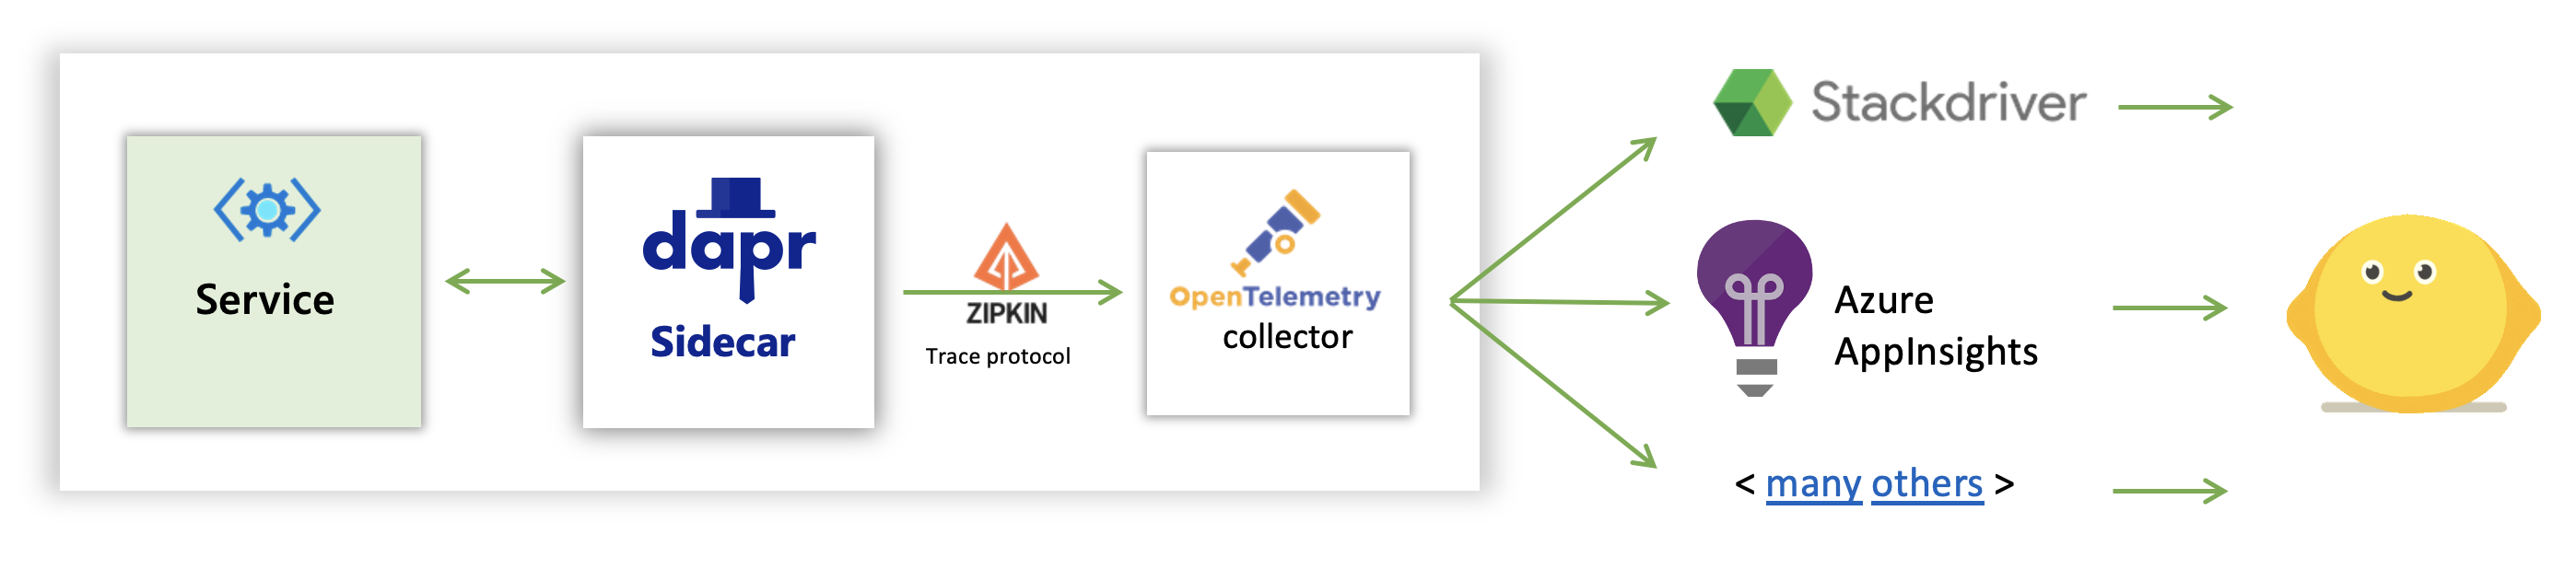 Service
dapr
Sidecar
ZIPKIN
Trace protocol
OpenTelemetry
collector
Stackdriver
Azure
AppInsights
< many others >